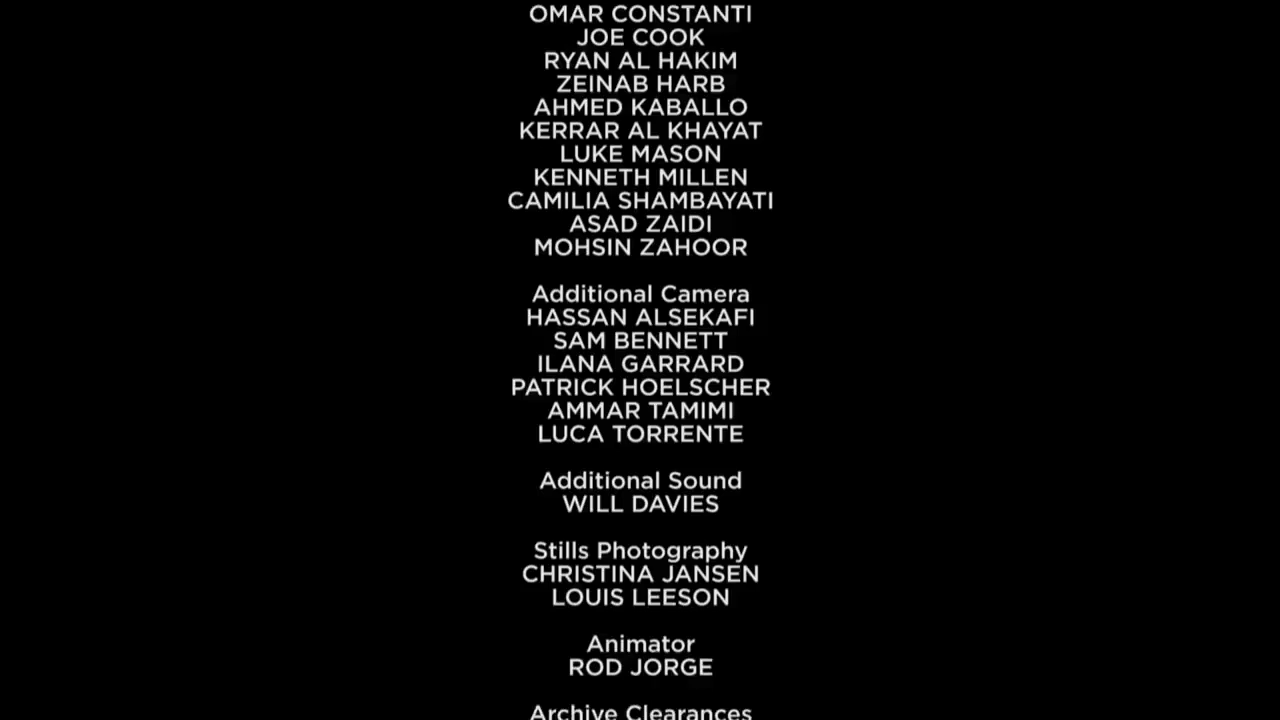 OMAR CONSTANTI
JOE COOK
RYAN AL HAKIM
ZEINAB HARB
AHMED KABALLO
KERRAR AL KHAYAT
LUKE MASON
KENNETH MILLEN
CAMILIA SHAMBAYATI
ASAD ZAIDI
MOHSIN ZAHOOR
Additional Camera
HASSAN ALSEKAFI
SAM BENNETT
ILANA GARRARD
PATRICK HOELSCHER
AMMAR TAMIMI
LUCA TORRENTE
Additional Sound
WILL DAVIES
Stills Photography
CHRISTINA JANSEN
LOUIS LEESON
Animator
ROD JORGE
Archive Clearances